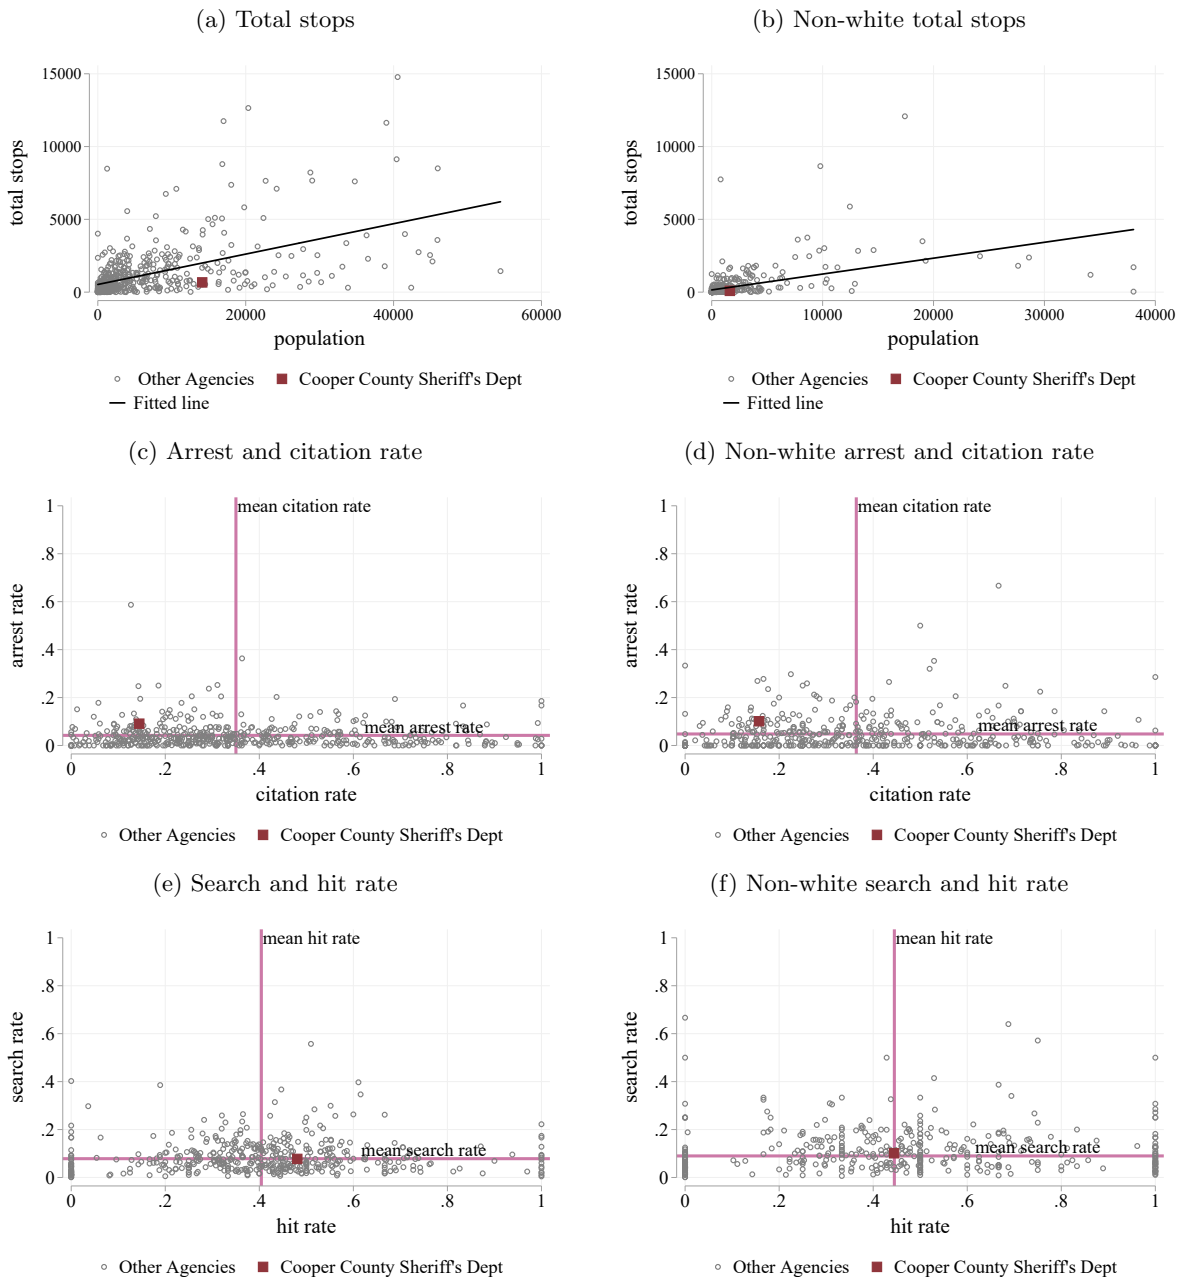 (a) Total stops
(b) Non-white total stops
15000
10000
5000
0
total stops
0 20000 40000 60000
population
Other Agencies Cooper County Sheriff's Dept
Fitted line
15000
10000
5000
0
total stops
0 10000 20000 30000 40000
population
Other Agencies Cooper County Sheriff's Dept
Fitted line
(c) Arrest and citation rate
(d) Non-white arrest and citation rate
1
.8
.6
.4
.2
0
arrest rate
mean citation rate
mean arrest rate
0 .2 .4 .6 .8 1
citation rate
Other Agencies Cooper County Sheriff's Dept
1
.8
.6
.4
.2
0
arrest rate
mean citation rate
mean arrest rate
0 .2 .4 .6 .8 1
citation rate
Other Agencies Cooper County Sheriff's Dept
(e) Search and hit rate
(f) Non-white search and hit rate
1
.8
.6
.4
.2
0
search rate
mean hit rate
mean search rate
0 .2 .4 .6 .8 1
hit rate
Other Agencies Cooper County Sheriff's Dept
1
.8
.6
.4
.2
0
search rate
mean hit rate
mean search rate
0 .2 .4 .6 .8 1
hit rate
Other Agencies Cooper County Sheriff's Dept